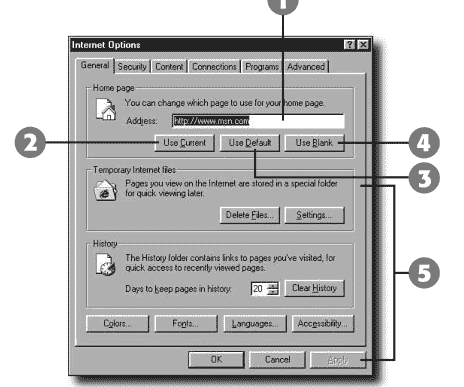 1
Internet Options
General Security Content Connections Programs Advanced
Home page
You can change which page to use for your home page.
Address: http://www.msn.com
2
Use Current Use Default Use Blank
4
3
Temporary Internet files
Pages you view on the Internet are stored in a special folder
for quick viewing later.
Delete Files... Settings...
5
History
The History folder contains links to pages you've visited, for
quick access to recently viewed pages.
Days to keep pages in history: 20 Clear History
Colors... Fonts... Languages... Accessibility...
OK Cancel Apply